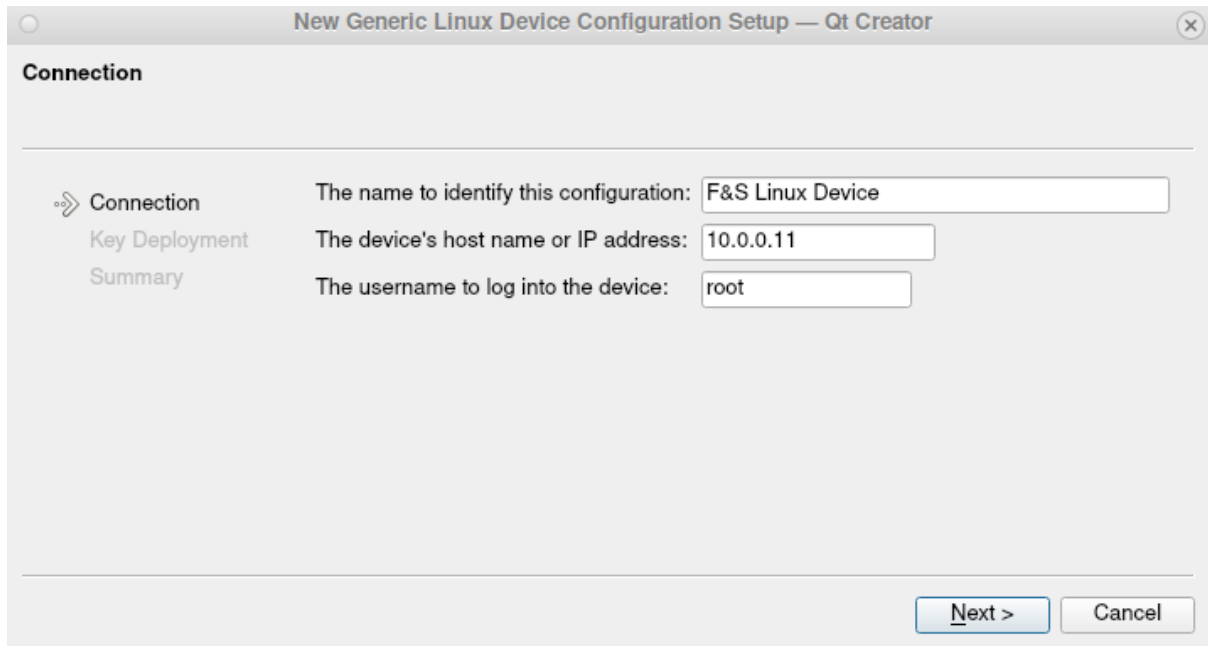 New Generic Linux Device Configuration Setup — Qt Creator
Connection
Connection
Key Deployment
Summary
The name to identify this configuration: F&S Linux Device
The device's host name or IP address: 10.0.0.11
The username to log into the device: root
Next >
Cancel